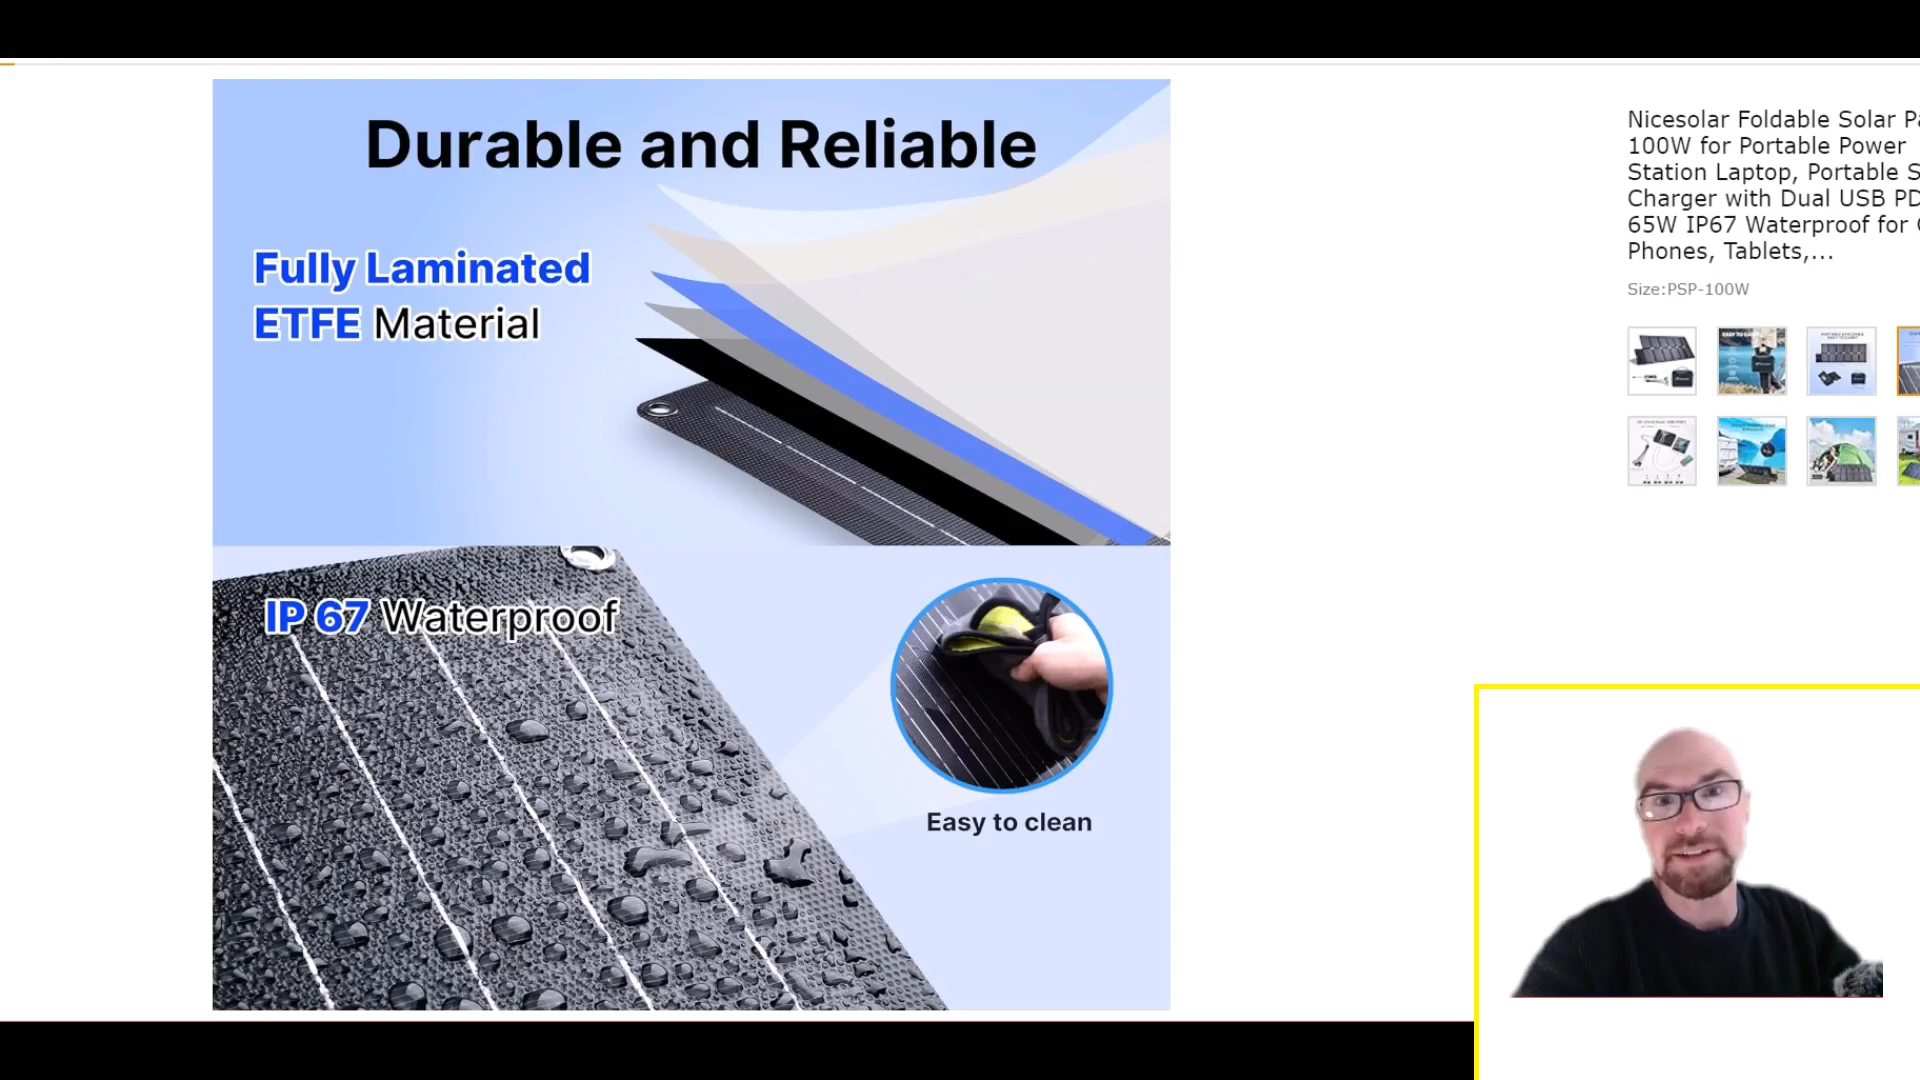 Durable and Reliable
Fully Laminated
ETFE Material
IP 67 Waterproof
Easy to clean
Nicesolar Foldable Solar
100W for Portable Power
Station Laptop, Portable
Charger with Dual USB PD
65W IP67 Waterproof for
Phones, Tablets,...
Size:PSP-100W